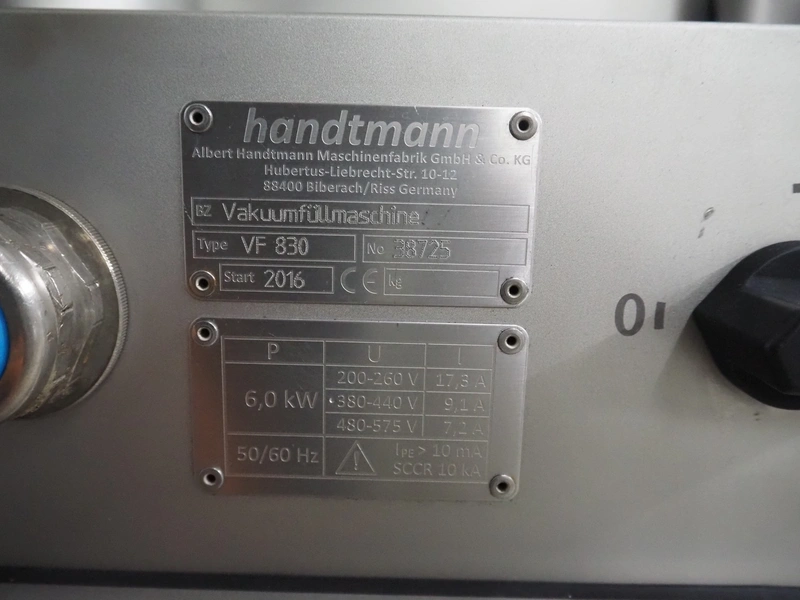 handtmann
Albert Handtmann Maschinenfabrik GmbH & Co. KG
Hubertus-Liebrecht-Str. 10-12
88400 Biberach/Riss Germany
BZ Vakuumfüllmaschine
Type VF 830 No 38725
Start 2016 CE kg
P U I
6,0 kW
200-260 V 17,3 A
380-440 V 9,1 A
480-575 V 7,2 A
50/60 Hz
IPE > 10 mA
SCCR 10 kA
0